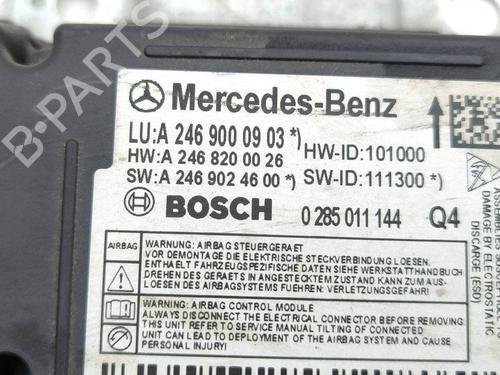 B-PARTS
Mercedes-Benz
LU:A 246 900 09 03 *)
HW-ID:101000
HW:A 246 820 00 26
SW:A 246 902 46 00 *)
SW-ID:111300 *)
BOSCH 0 285 011 144 Q4
AIRBAG
WARNUNG: AIRBAG STEUERGERAET
VOR DEMONTAGE DIE ELEKTRISCHE STECKVERBINDUNG LOESEN.
ENTHAELT FAHRZEUGSPEZIFISCHE DATEN SIEHE WERKSTATTHANDBUCH
DREHEN DES GERAETS IN ANGESTECKTEM ZUSTAND KANN ZUM AUS-
LOESEN DES AIRBAGSYSTEMS FUEHREN: VERLETZUNGSGEFAHR!
WARNING: AIRBAG CONTROL MODULE
ALWAYS DISCONNECT THE ELECTRICAL CONNECTOR BEFORE REMOVING
THIS UNIT REFER TO SERVICE MANUAL TILTING OF CONNECTED
UNIT CAN LEAD TO DEPLOYMENT OF THE AIRBAG SYSTEM AND CAUSE
PERSONAL INJURY!
DAMAGE BY ELECTROSTATIC
DISCARGE (ESD)